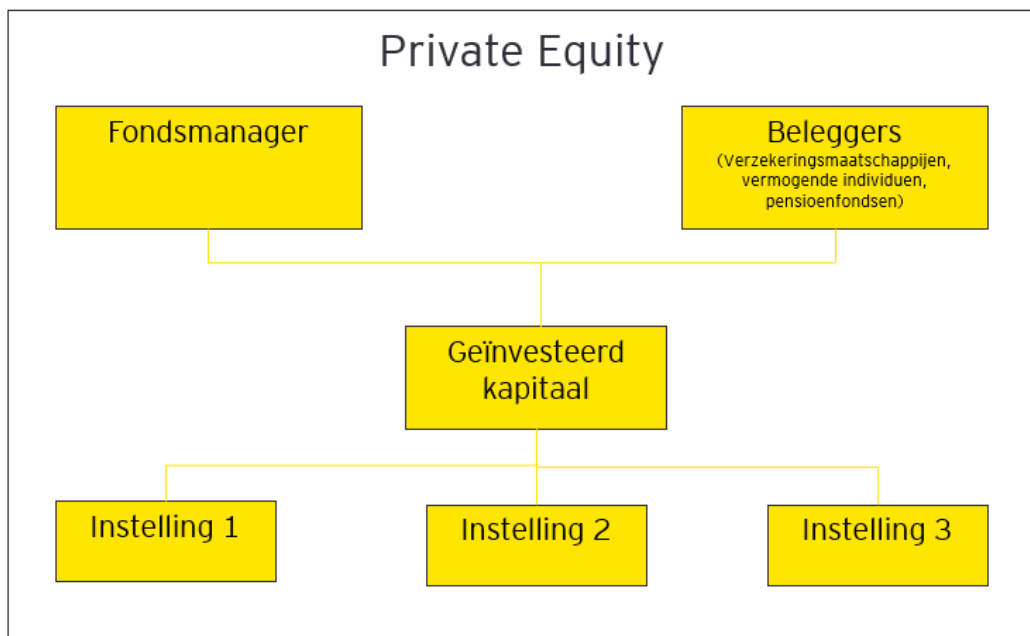 Private Equity
Fondsmanager
Beleggers
(Verzekeringsmaatschappijen,
vermogende individuen,
pensioenfondsen)
Geïnvesteerd
kapitaal
Instelling 1
Instelling 2
Instelling 3